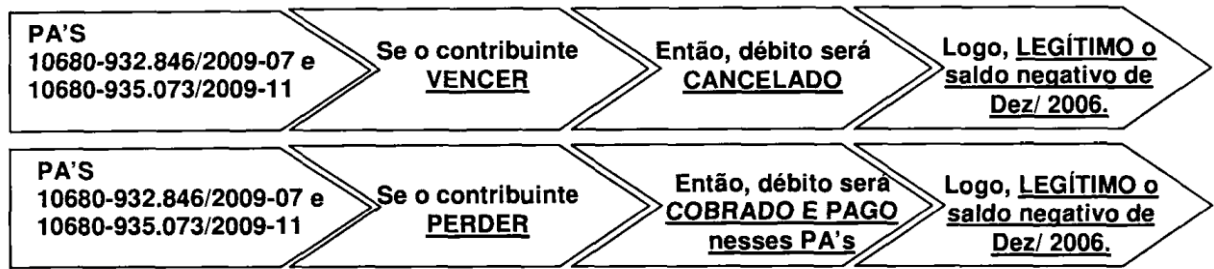 PA'S
10680-932.846/2009-07 e
10680-935.073/2009-11
Se o contribuinte
VENCER
Então, débito será
CANCELADO
Logo, LEGÍTIMO o
saldo negativo de
Dez/ 2006.
PA'S
10680-932.846/2009-07 e
10680-935.073/2009-11
Se o contribuinte
PERDER
Então, débito será
COBRADO E PAGO
nesses PA's
Logo, LEGÍTIMO o
saldo negativo de
Dez/ 2006.